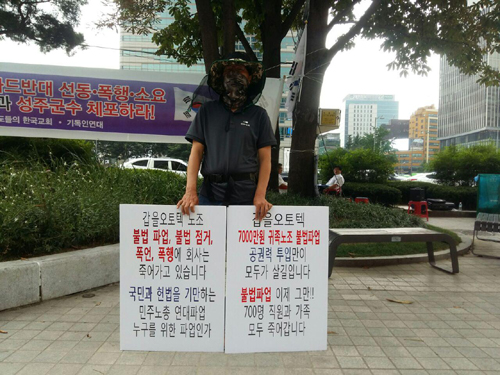 드반대 선동·폭행·소요
과 성주군수 체포하라!
도들의 한국교회 · 기독인연대
갑을오토텍 노조
불법 파업, 불법 점거,
폭언, 폭행에 회사는
죽어가고 있습니다
국민과 헌법을 기만하는
민주노총 연대파업
누구를 위한 파업인가
갑을오토텍
7000만원 귀족노조 불법파업
공권력 투입만이
모두가 살길입니다
불법파업 이제 그만!!
700명 직원과 가족
모두 죽어갑니다